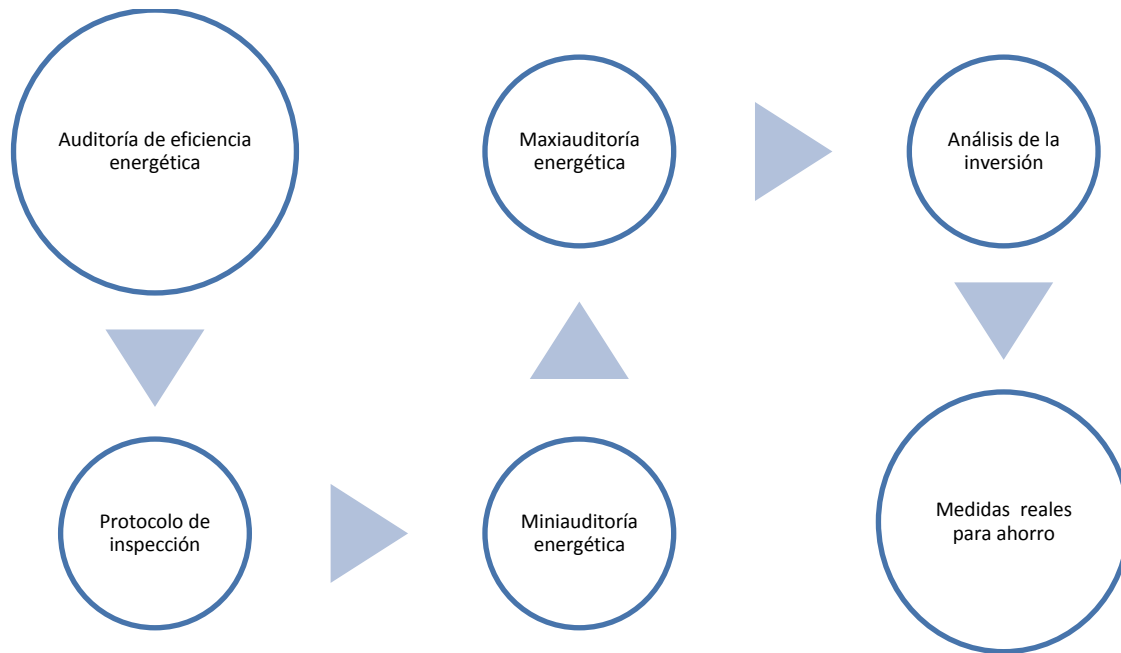 Auditoría de eficiencia
energética
Protocolo de
inspección
Miniauditoría
energética
Maxiauditoría
energética
Análisis de la
inversión
Medidas reales
para ahorro